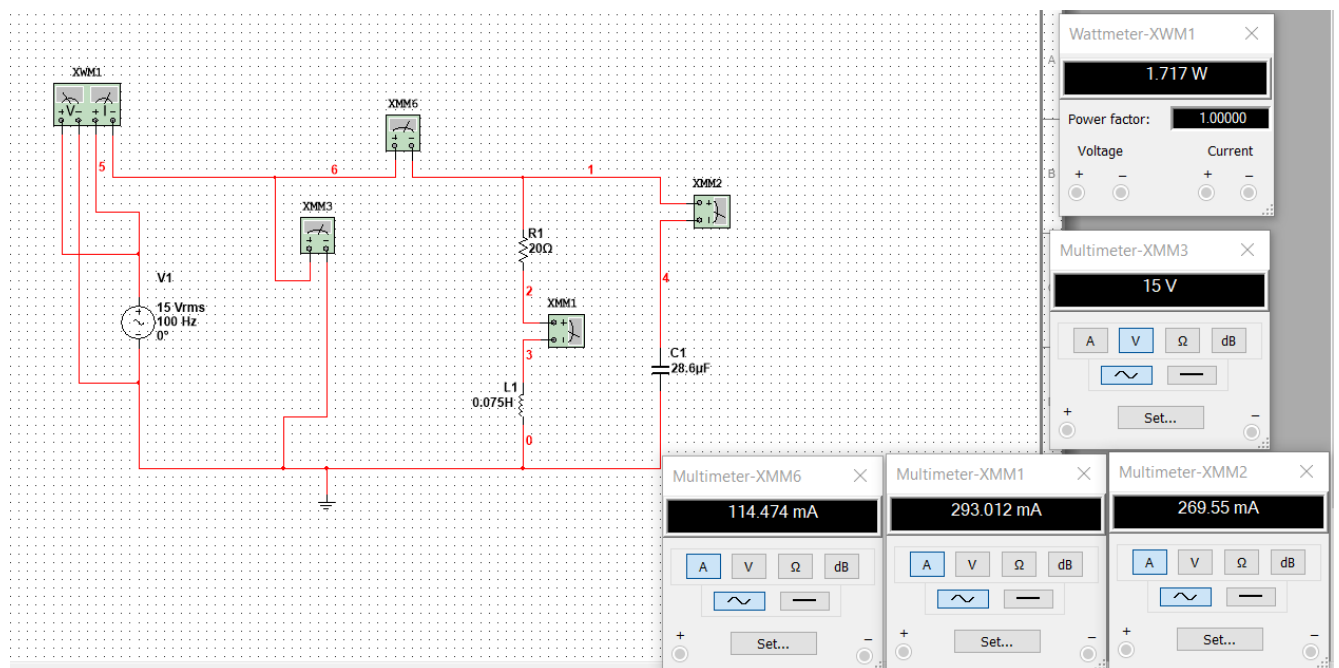 XWM1
V
I
5
XMM6
6
1
XMM2
XMM3
R1
20Ω
V1
15 Vrms
100 Hz
0°
2
XMM1
3
4
C1
28.6µF
L1
0.075H
0
A
B
Wattmeter-XWM1
1.717 W
Power factor: 1.00000
Voltage Current
+ − + −
Multimeter-XMM3
15 V
A V Ω dB
+ Set... −
Multimeter-XMM6
114.474 mA
A V Ω dB
+ Set... −
Multimeter-XMM1
293.012 mA
A V Ω dB
+ Set... −
Multimeter-XMM2
269.55 mA
A V Ω dB
+ Set... −